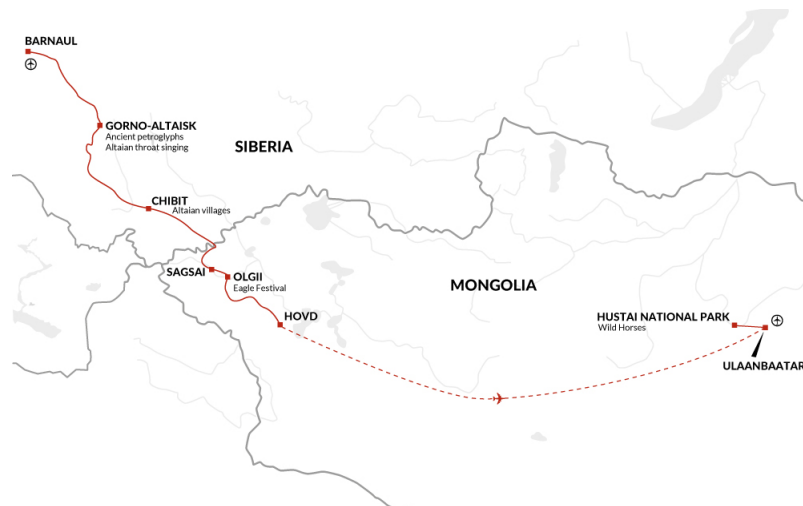 BARNAUL
GORNO-ALTAISK
Ancient petroglyphs
Altaian throat singing
SIBERIA
CHIBIT
Altaian villages
SAGSAI
OLGII
Eagle Festival
MONGOLIA
HOVD
HUSTAI NATIONAL PARK
Wild Horses
ULAANBAATAR